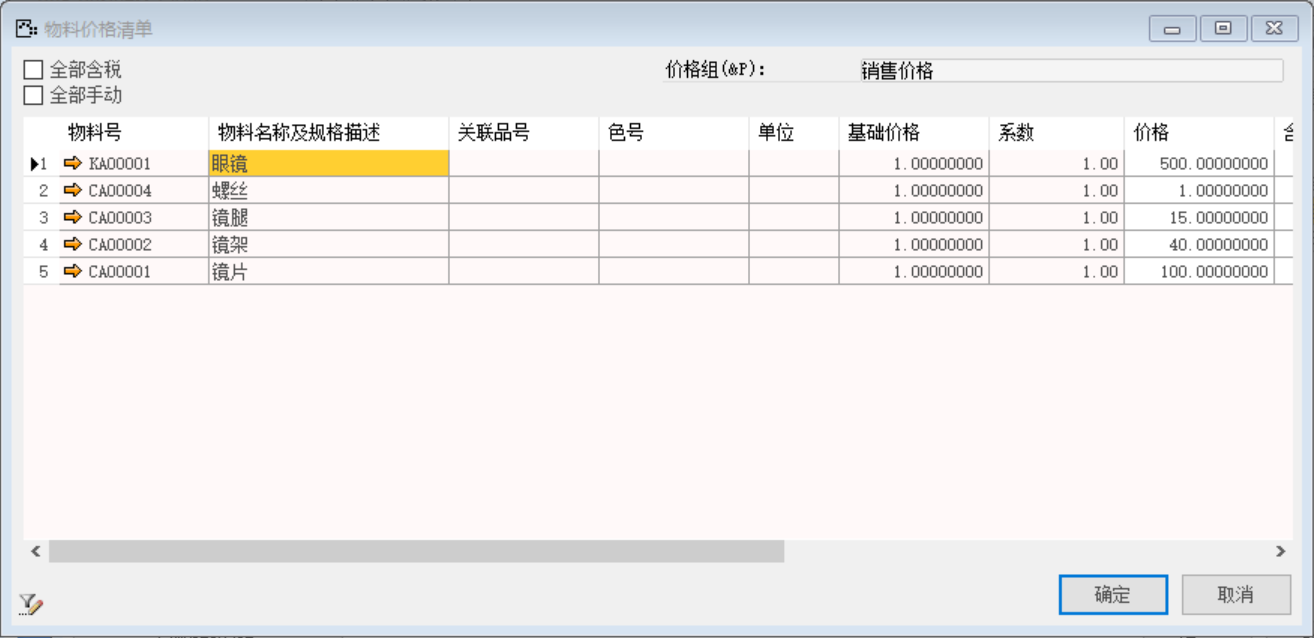 物料价格清单
全部含税
价格组(&P): 销售价格
全部手动
物料号 物料名称及规格描述 关联品号 色号 单位 基础价格 系数 价格
1 KA00001 眼镜 1.00000000 1.00 500.00000000
2 CA00004 螺丝 1.00000000 1.00 1.00000000
3 CA00003 镜腿 1.00000000 1.00 15.00000000
4 CA00002 镜架 1.00000000 1.00 40.00000000
5 CA00001 镜片 1.00000000 1.00 100.00000000
确定 取消